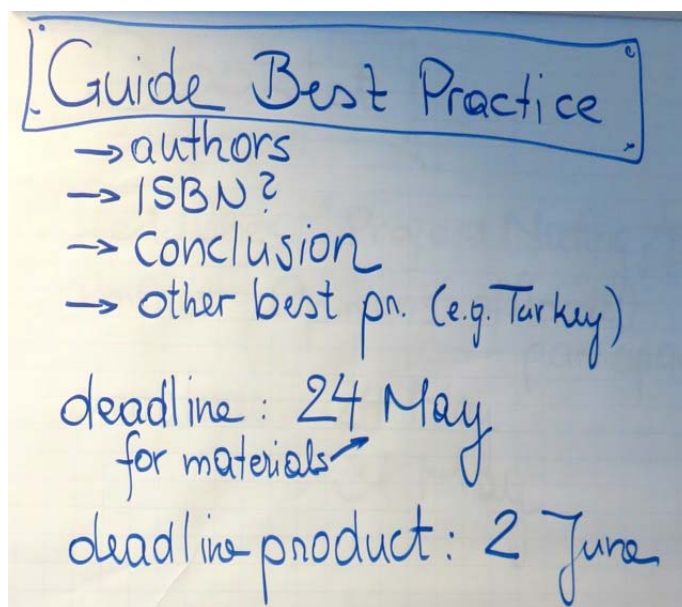 Guide Best Practice
→ authors
→ ISBN?
→ conclusion
→ other best pr. (e.g. Turkey)
deadline: 24 May
for materials
deadline product: 2 June